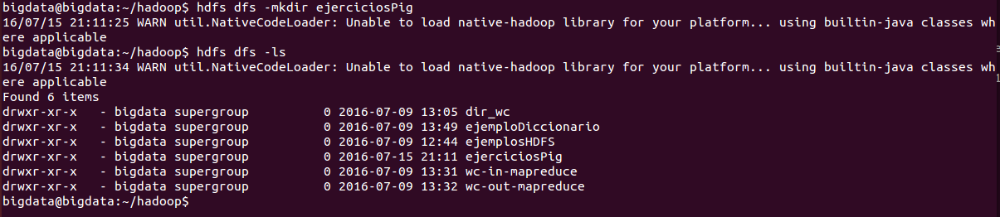 bigdata@bigdata:~/hadoop$ hdfs dfs -mkdir ejerciciosPig
16/07/15 21:11:25 WARN util.NativeCodeLoader: Unable to load native-hadoop library for your platform... using builtin-java classes wh
ere applicable
bigdata@bigdata:~/hadoop$ hdfs dfs -ls
16/07/15 21:11:34 WARN util.NativeCodeLoader: Unable to load native-hadoop library for your platform... using builtin-java classes wh
ere applicable
Found 6 items
drwxr-xr-x   - bigdata supergroup          0 2016-07-09 13:05 dir_wc
drwxr-xr-x   - bigdata supergroup          0 2016-07-09 13:49 ejemploDiccionario
drwxr-xr-x   - bigdata supergroup          0 2016-07-09 12:44 ejemplosHDFS
drwxr-xr-x   - bigdata supergroup          0 2016-07-15 21:11 ejerciciosPig
drwxr-xr-x   - bigdata supergroup          0 2016-07-09 13:31 wc-in-mapreduce
drwxr-xr-x   - bigdata supergroup          0 2016-07-09 13:32 wc-out-mapreduce
bigdata@bigdata:~/hadoop$